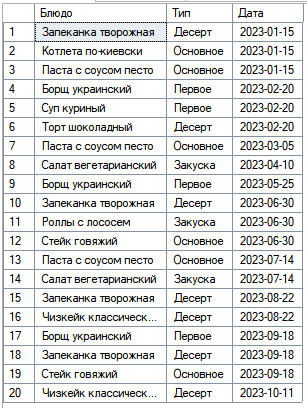 Блюдо Тип Дата
1 Запеканка творожная Десерт 2023-01-15
2 Котлета по-киевски Основное 2023-01-15
3 Паста с соусом песто Основное 2023-01-15
4 Борщ украинский Первое 2023-02-20
5 Суп куриный Первое 2023-02-20
6 Торт шоколадный Десерт 2023-02-20
7 Паста с соусом песто Основное 2023-03-05
8 Салат вегетарианский Закуска 2023-04-10
9 Борщ украинский Первое 2023-05-25
10 Запеканка творожная Десерт 2023-06-30
11 Роллы с лососем Закуска 2023-06-30
12 Стейк говяжий Основное 2023-06-30
13 Паста с соусом песто Основное 2023-07-14
14 Салат вегетарианский Закуска 2023-07-14
15 Запеканка творожная Десерт 2023-08-22
16 Чизкейк классическ... Десерт 2023-08-22
17 Борщ украинский Первое 2023-09-18
18 Запеканка творожная Десерт 2023-09-18
19 Стейк говяжий Основное 2023-09-18
20 Чизкейк классическ... Десерт 2023-10-11